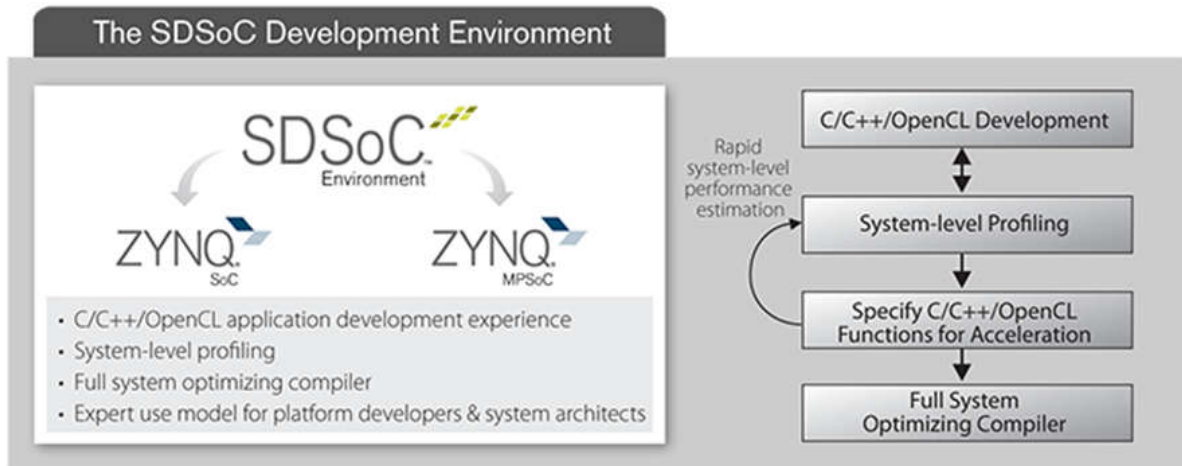 The SDSoC Development Environment
SDSoC™
Environment
ZYNQ®
SoC
ZYNQ®
MPSoC
• C/C++/OpenCL application development experience
• System-level profiling
• Full system optimizing compiler
• Expert use model for platform developers & system architects
Rapid
system-level
performance
estimation
C/C++/OpenCL Development
System-level Profiling
Specify C/C++/OpenCL
Functions for Acceleration
Full System
Optimizing Compiler